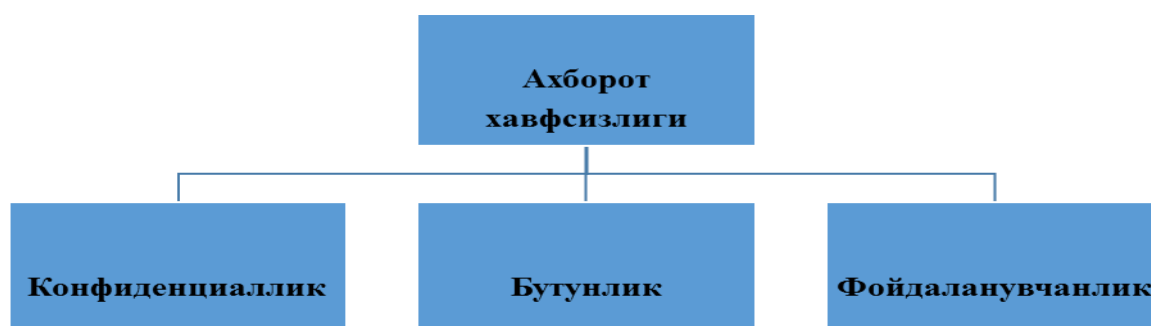 Ахборот
хавфсизлиги
Конфиденциаллик
Бутунлик
Фойдаланувчанлик